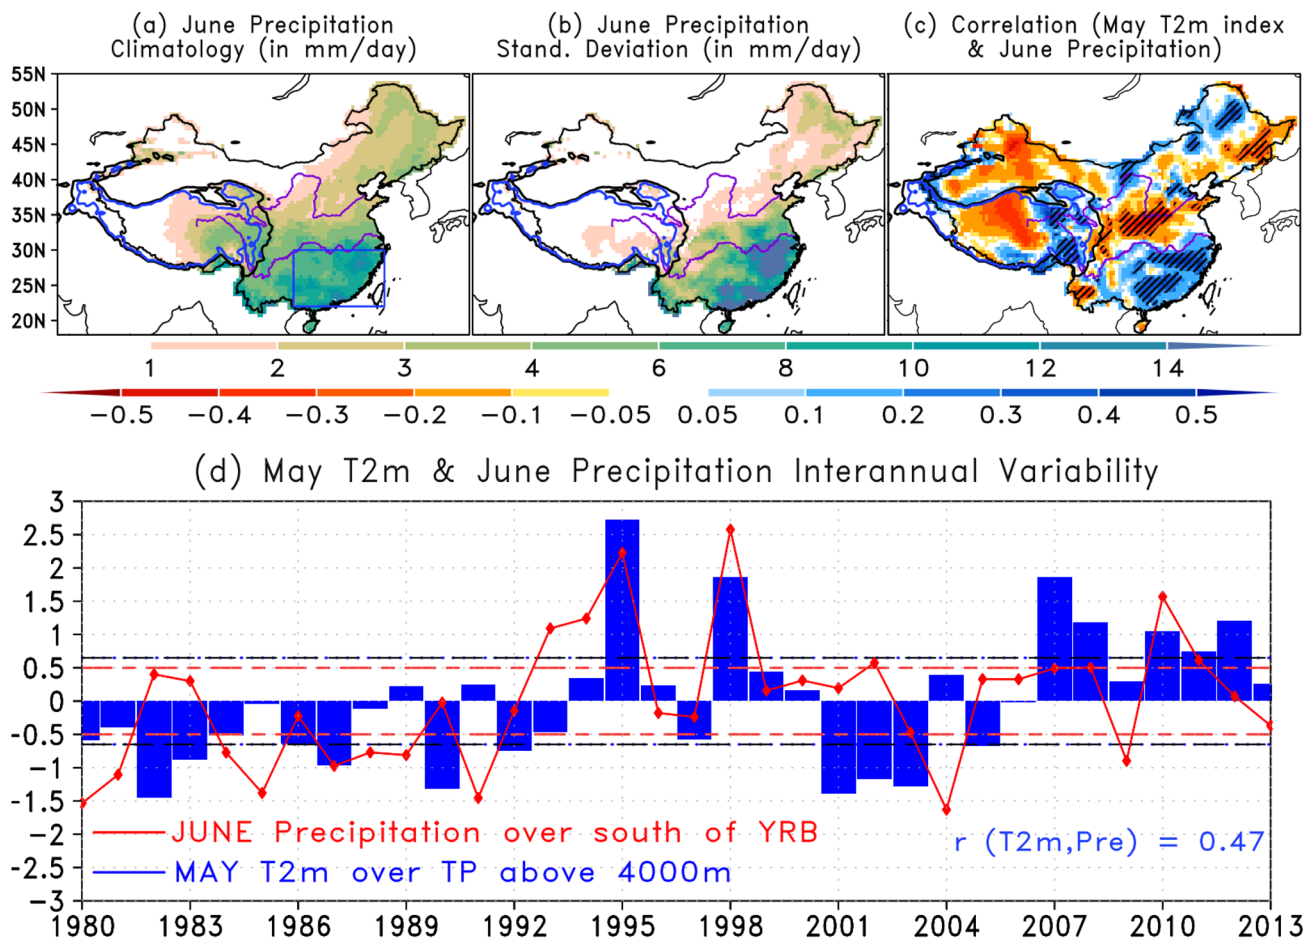 (a) June Precipitation
Climatology (in mm/day)
(b) June Precipitation
Stand. Deviation (in mm/day)
(c) Correlation (May T2m index
& June Precipitation)
55N
50N
45N
40N
35N
30N
25N
20N
1 2 3 4 6 8 10 12 14
−0.5 −0.4 −0.3 −0.2 −0.1 −0.05 0.05 0.1 0.2 0.3 0.4 0.5
(d) May T2m & June Precipitation Interannual Variability
3
2.5
2
1.5
1
0.5
0
-0.5
-1
-1.5
-2
-2.5
-3
JUNE Precipitation over south of YRB
MAY T2m over TP above 4000m
r (T2m,Pre) = 0.47
1980 1983 1986 1989 1992 1995 1998 2001 2004 2007 2010 2013